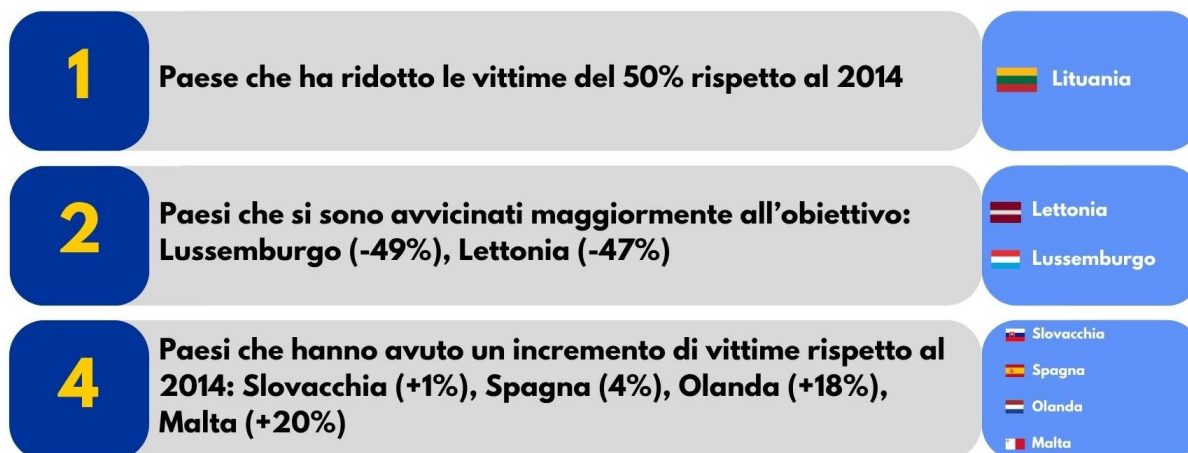 1
Paese che ha ridotto le vittime del 50% rispetto al 2014
Lituania
2
Paesi che si sono avvicinati maggiormente all'obiettivo:
Lussemburgo (-49%), Lettonia (-47%)
Lettonia
Lussemburgo
4
Paesi che hanno avuto un incremento di vittime rispetto al
2014: Slovacchia (+1%), Spagna (4%), Olanda (+18%),
Malta (+20%)
Slovacchia
Spagna
Olanda
Malta